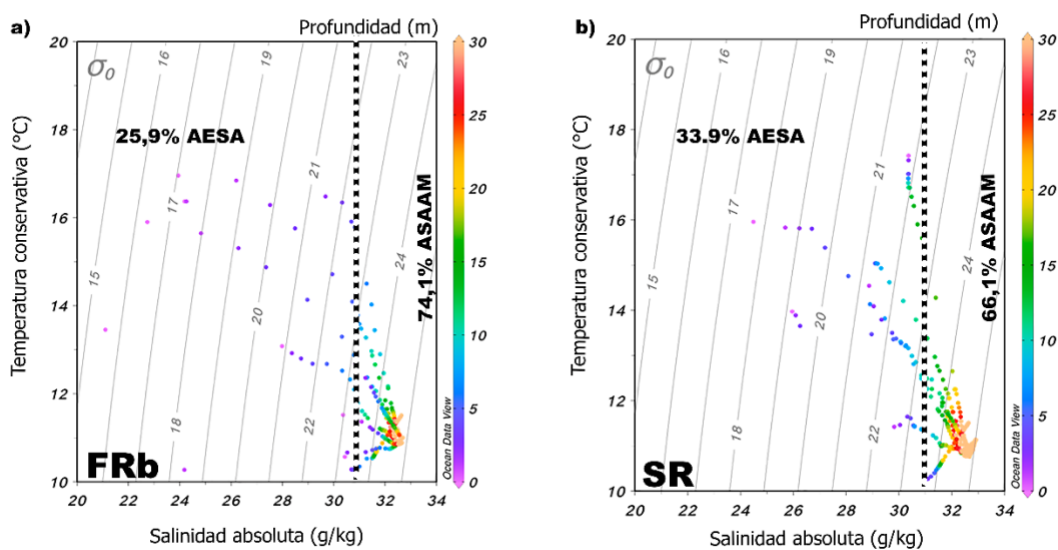 a)
Profundidad (m)
σ0
25,9% AESA
74,1% ASAAM
FRb
Temperatura conservativa (°C)
20
18
16
14
12
10
20 22 24 26 28 30 32 34
Salinidad absoluta (g/kg)
15
16
17
18
19
20
21
22
23
24
30
25
20
15
10
5
0
Ocean Data View
b)
Profundidad (m)
σ0
33.9% AESA
66,1% ASAAM
SR
Temperatura conservativa (°C)
20
18
16
14
12
10
20 22 24 26 28 30 32 34
Salinidad absoluta (g/kg)
15
16
17
18
19
20
21
22
23
24
30
25
20
15
10
5
0
Ocean Data View